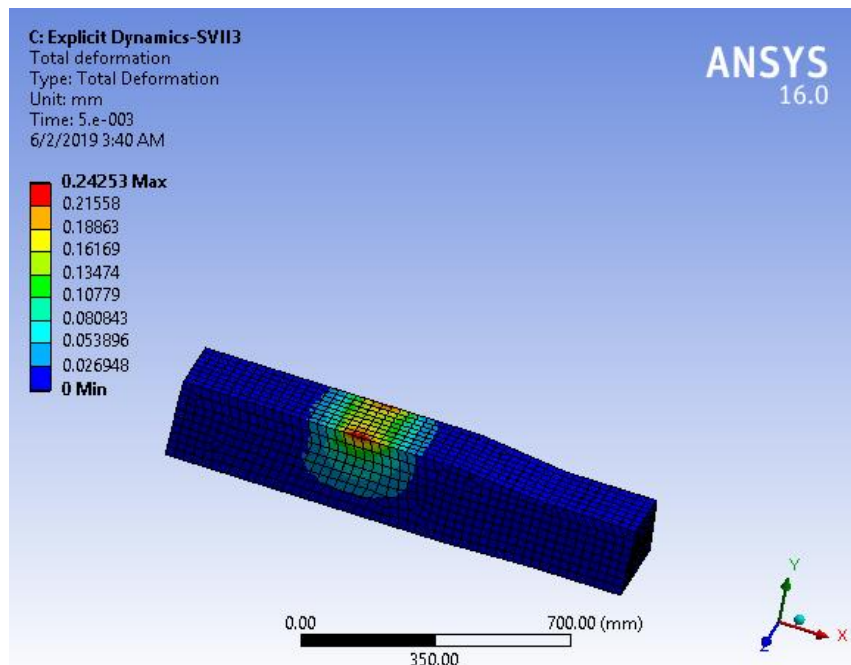 C: Explicit Dynamics-SVII3
Total deformation
Type: Total Deformation
Unit: mm
Time: 5.e-003
6/2/2019 3:40 AM
ANSYS
16.0
0.24253 Max
0.21558
0.18863
0.16169
0.13474
0.10779
0.080843
0.053896
0.026948
0 Min
0.00
700.00 (mm)
350.00
Y
X
Z